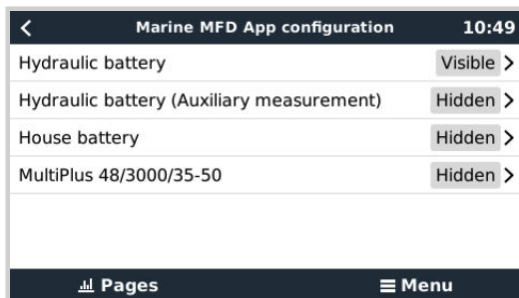 Marine MFD App configuration 10:49
Hydraulic battery Visible
Hydraulic battery (Auxiliary measurement) Hidden
House battery Hidden
MultiPlus 48/3000/35-50 Hidden
Pages Menu